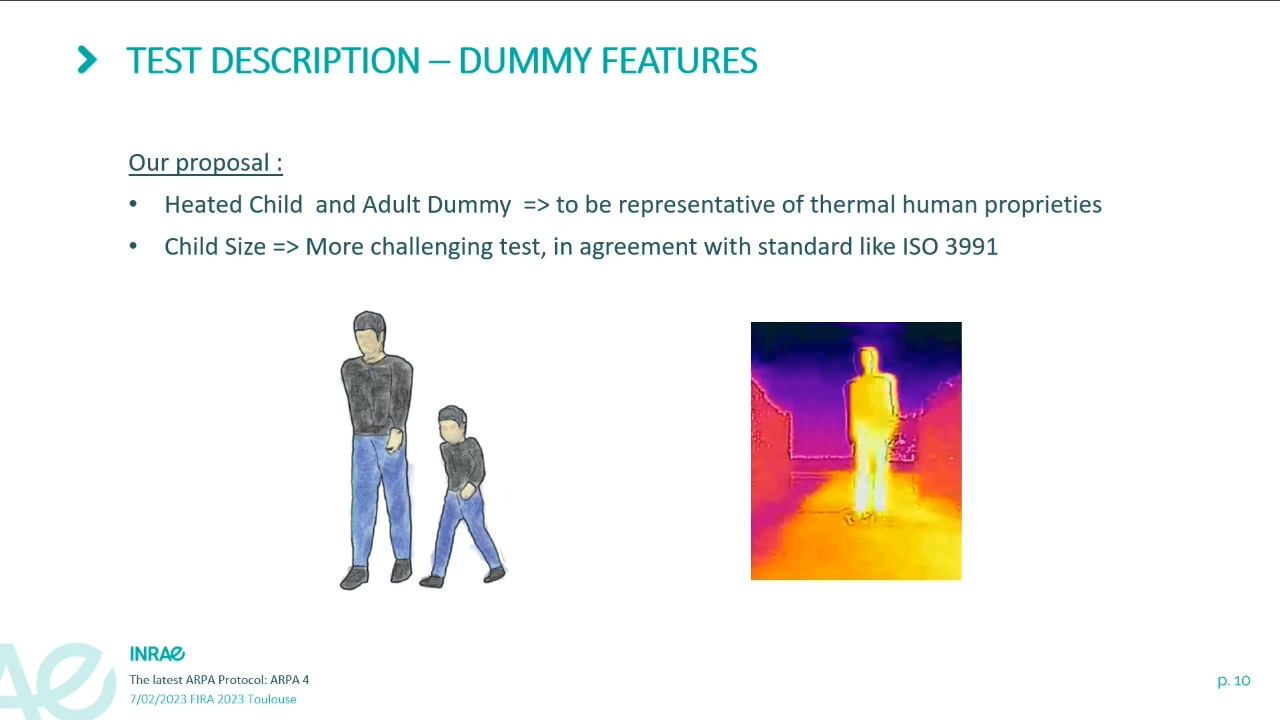 TEST DESCRIPTION – DUMMY FEATURES
Our proposal :
• Heated Child and Adult Dummy => to be representative of thermal human proprieties
• Child Size => More challenging test, in agreement with standard like ISO 3991
INRAE
The latest ARPA Protocol: ARPA 4
7/02/2023 FIRA 2023 Toulouse
p. 10